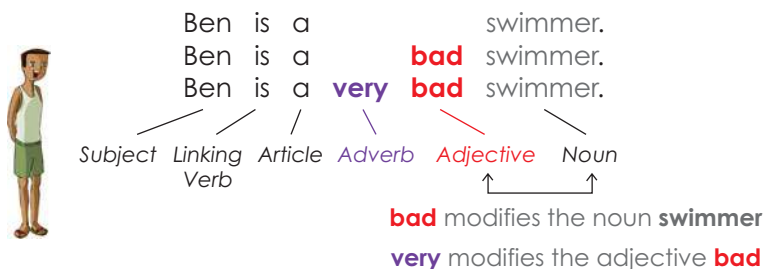 Ben is a swimmer.
Ben is a bad swimmer.
Ben is a very bad swimmer.
Subject Linking Verb Article Adverb Adjective Noun
bad modifies the noun swimmer
very modifies the adjective bad